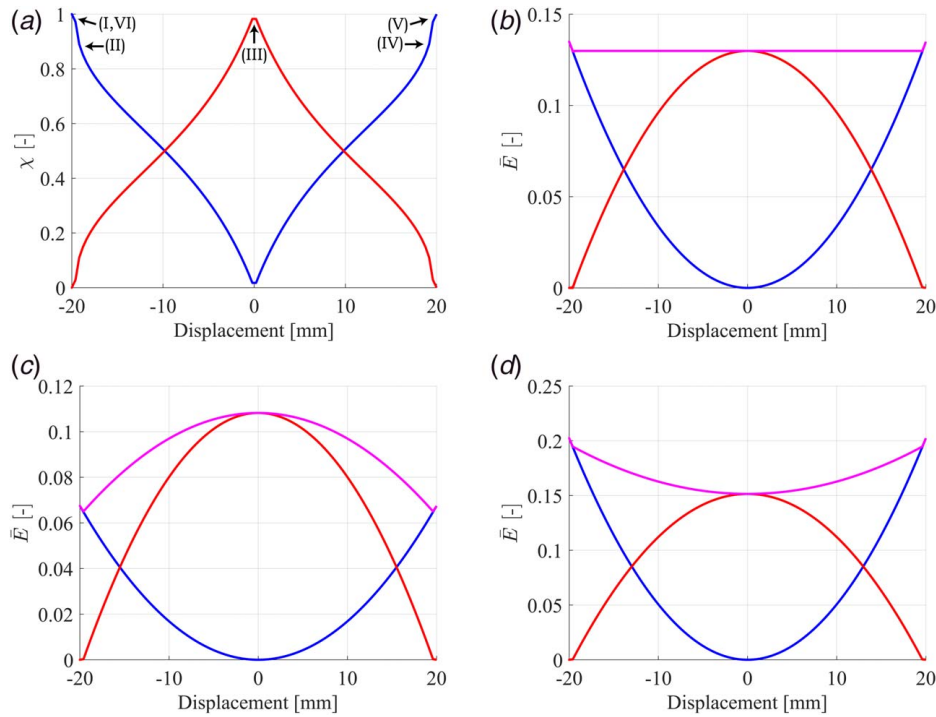 (a)
1
0.8
0.6
0.4
0.2
0
χ [-]
(I,VI)
(II)
(III)
(V)
(IV)
-20 -10 0 10 20
Displacement [mm]
(b)
0.15
0.1
0.05
0
Ē [-]
-20 -10 0 10 20
Displacement [mm]
(c)
0.12
0.1
0.08
0.06
0.04
0.02
0
Ē [-]
-20 -10 0 10 20
Displacement [mm]
(d)
0.25
0.2
0.15
0.1
0.05
0
Ē [-]
-20 -10 0 10 20
Displacement [mm]